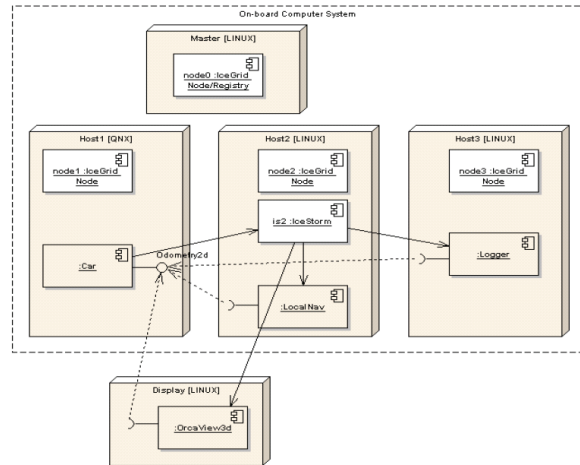 On-board Computer System
Master [LINUX]
node0 :IceGrid
Node/Registry
Host1 [QNX]
Host2 [LINUX]
Host3 [LINUX]
node1 :IceGrid
Node
node2 :IceGrid
Node
node3 :IceGrid
Node
is2 :IceStorm
Odometry2d
:Car
:Logger
:LocalNav
Display [LINUX]
:OrcaView3d